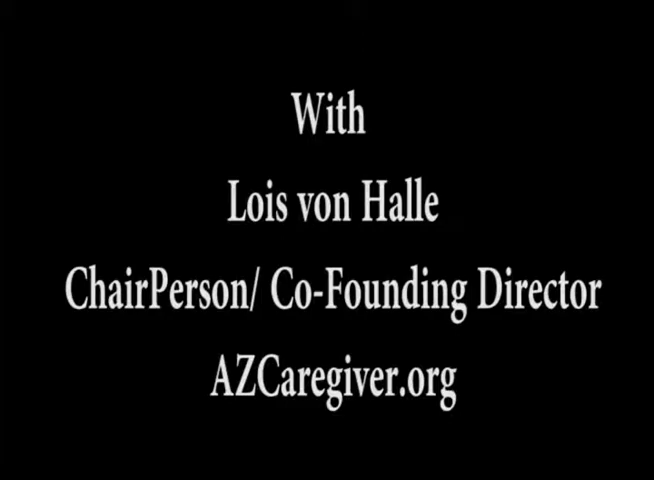 With
Lois von Halle
ChairPerson/ Co-Founding Director
AZCaregiver.org